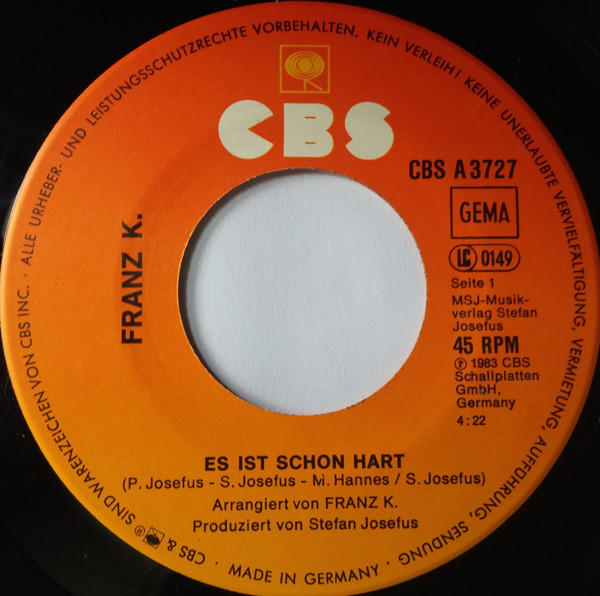 · ALLE URHEBER- UND LEISTUNGSSCHUTZRECHTE VORBEHALTEN. KEIN VERLEIH! KEINE UNERLAUBTE VERVIELFÄLTIGUNG, VERMIETUNG, AUFFÜHRUNG, SENDUNG ·
CBS
CBS A 3727
GEMA
LC 0149
Seite 1
MSJ-Musik-
verlag Stefan
Josefus
45 RPM
Ⓟ 1983 CBS
Schallplatten
GmbH,
Germany
4:22
FRANZ K.
ES IST SCHON HART
(P. Josefus - S. Josefus - M. Hannes / S. Josefus)
Arrangiert von FRANZ K.
Produziert von Stefan Josefus
CBS & ® SIND WARENZEICHEN VON CBS INC.
· MADE IN GERMANY ·